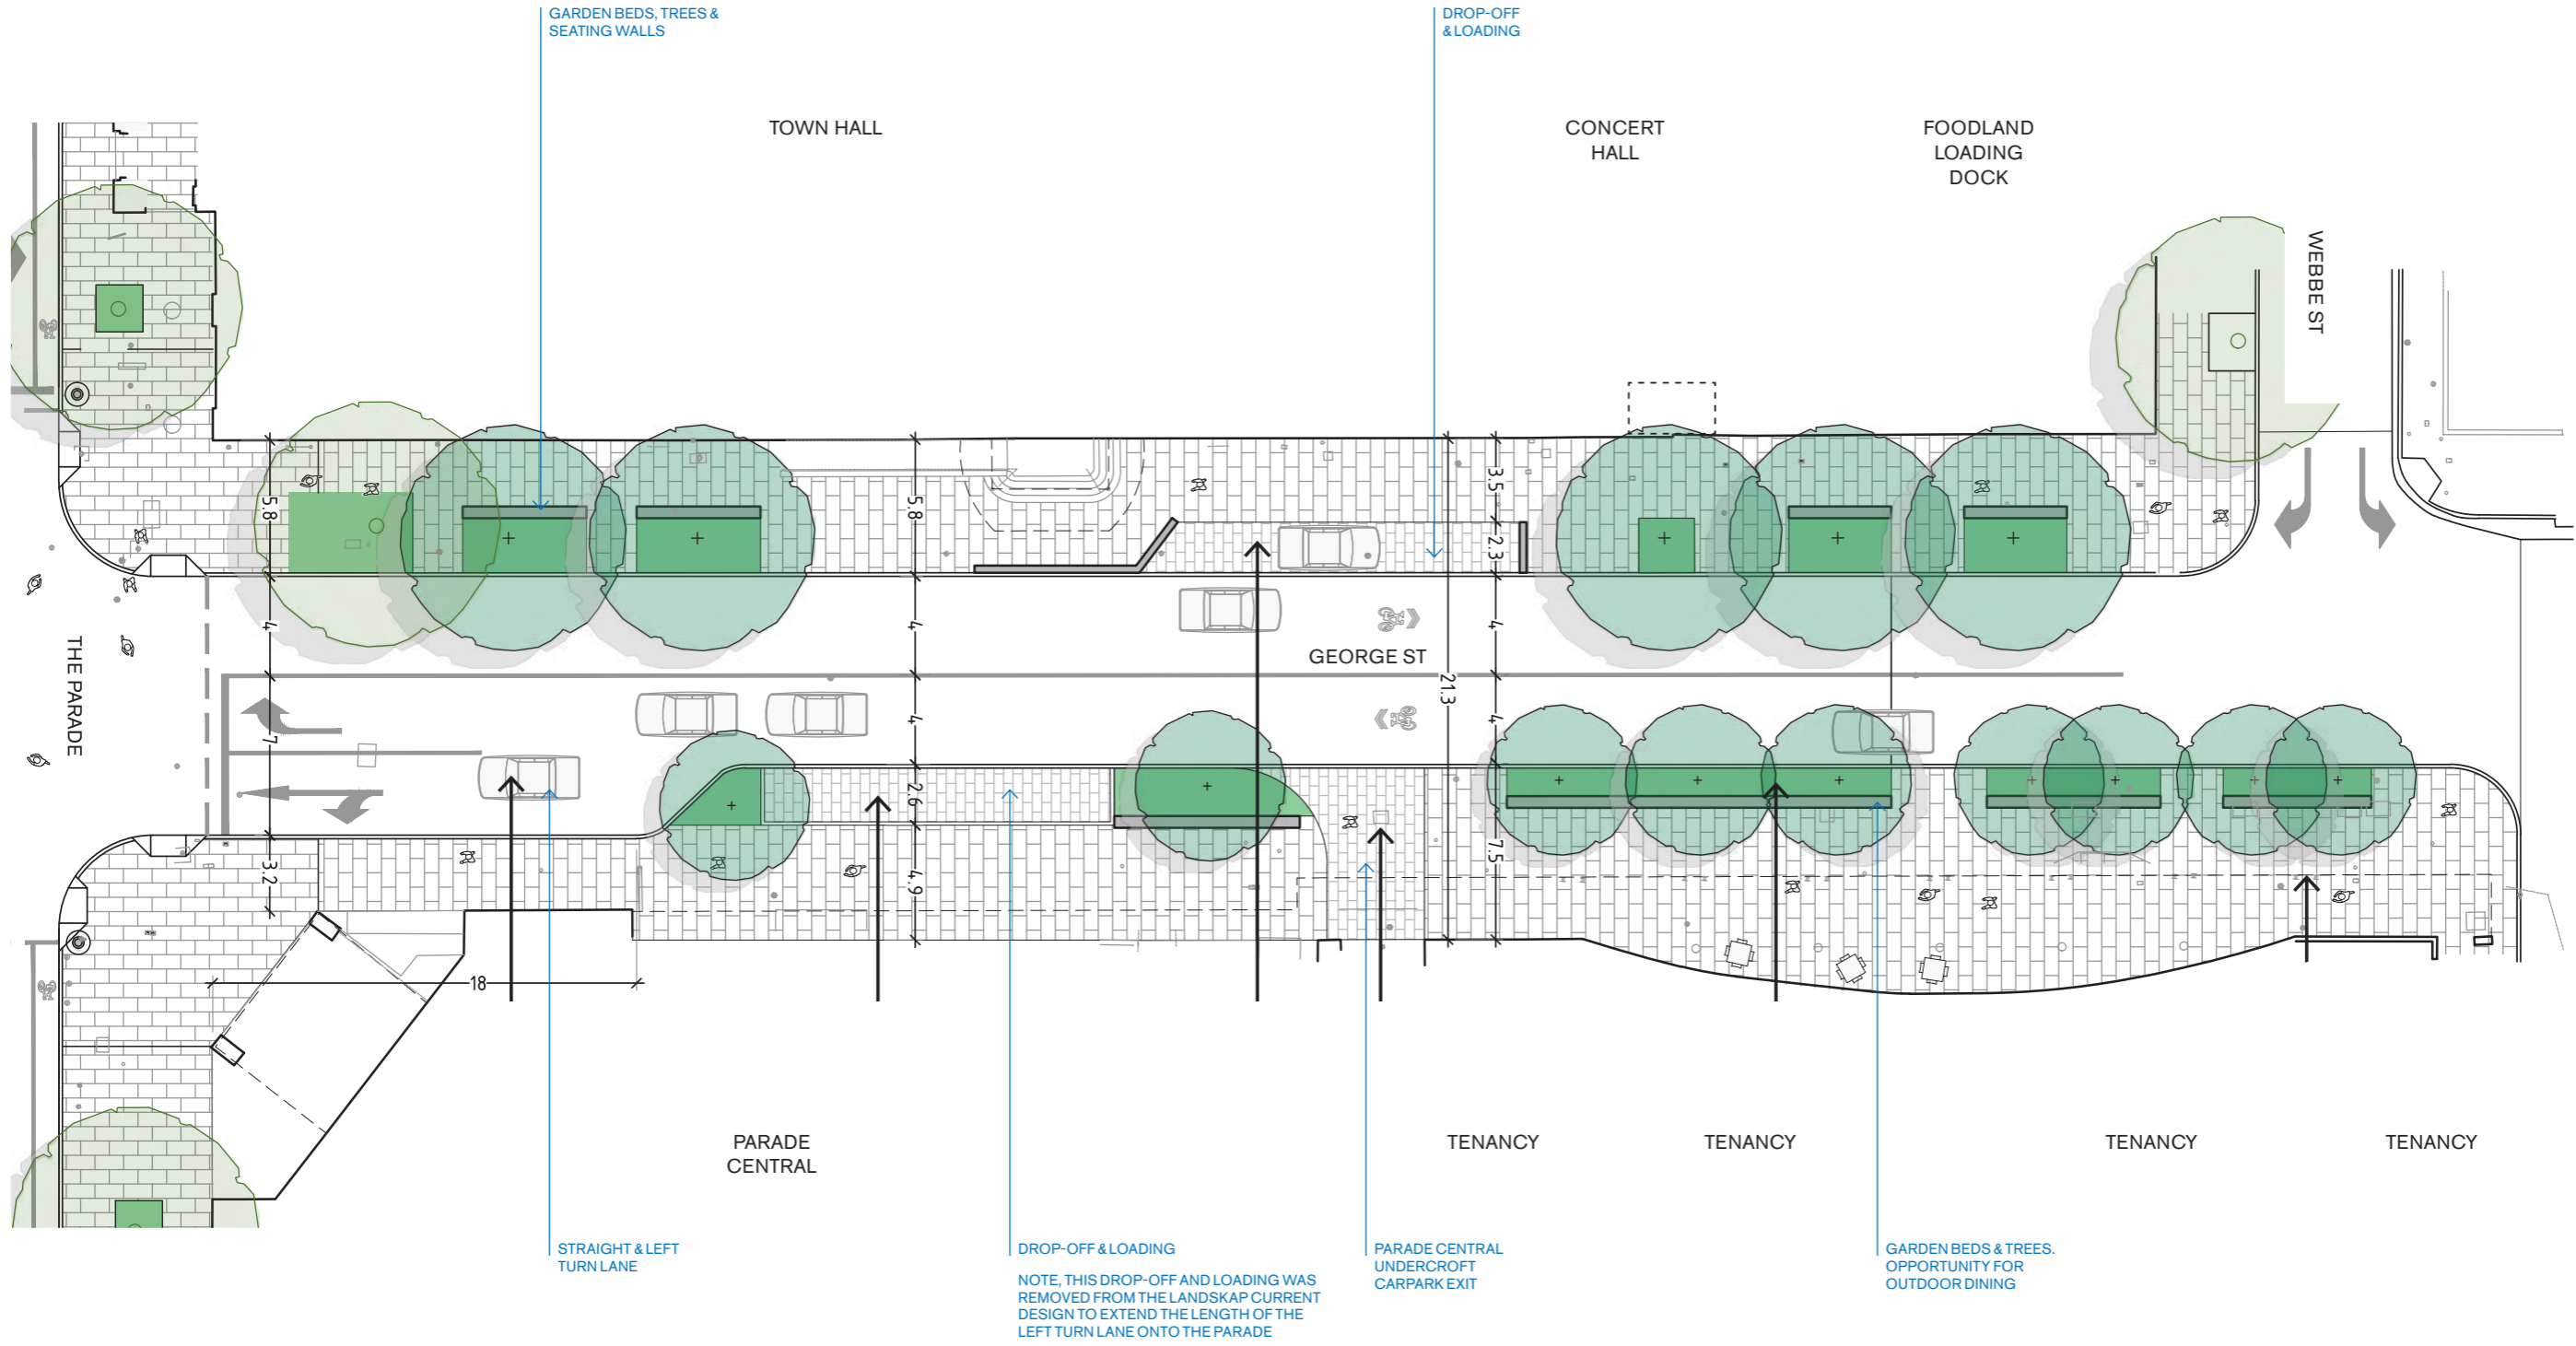 GARDEN BEDS, TREES &
SEATING WALLS
DROP-OFF
& LOADING
TOWN HALL
CONCERT
HALL
FOODLAND
LOADING
DOCK
WEBBE ST
5.8
5.8
3.5
2.3
THE PARADE
4
4
4
GEORGE ST
21.3
7
4
4
2.6
3.2
4.9
7.5
18
PARADE
CENTRAL
TENANCY
TENANCY
TENANCY
TENANCY
STRAIGHT & LEFT
TURN LANE
DROP-OFF & LOADING
NOTE, THIS DROP-OFF AND LOADING WAS
REMOVED FROM THE LANDSKAP CURRENT
DESIGN TO EXTEND THE LENGTH OF THE
LEFT TURN LANE ONTO THE PARADE
PARADE CENTRAL
UNDERCROFT
CARPARK EXIT
GARDEN BEDS & TREES.
OPPORTUNITY FOR
OUTDOOR DINING